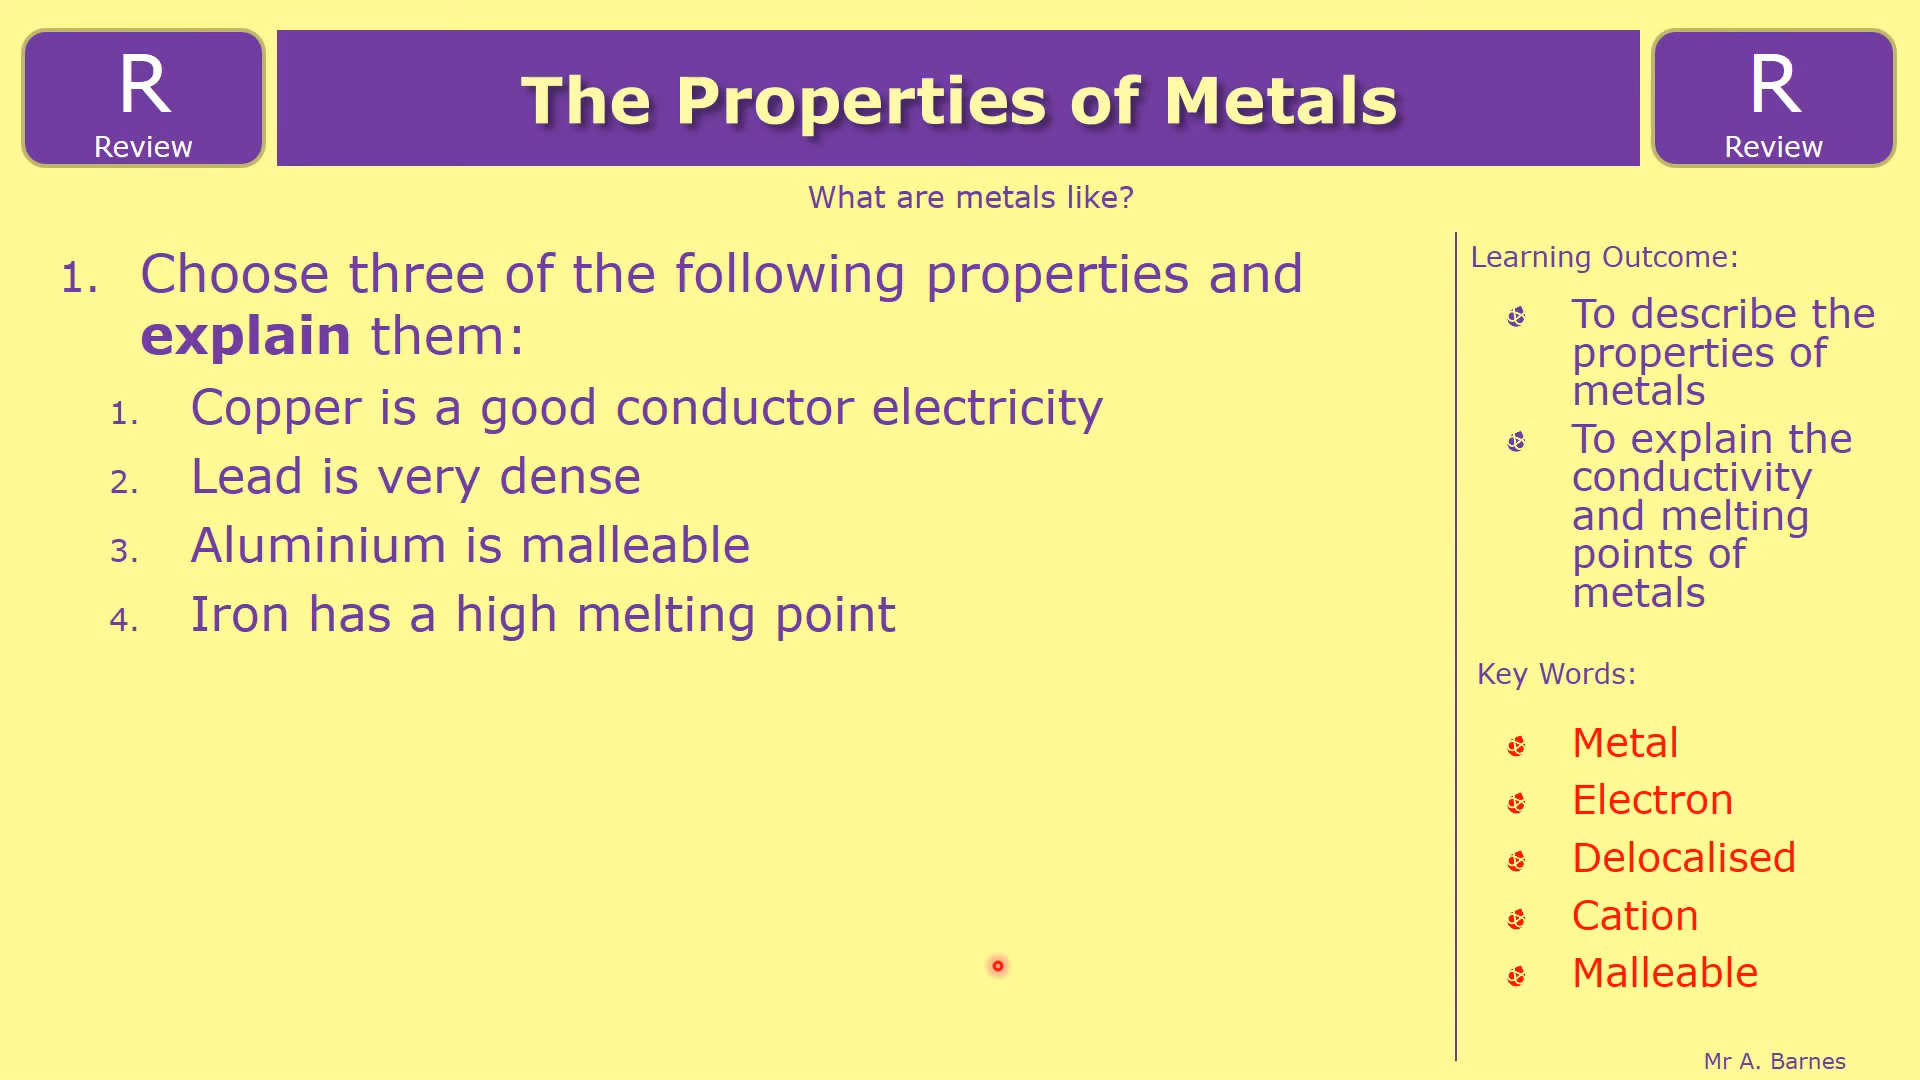 R
Review
The Properties of Metals
R
Review
What are metals like?
1. Choose three of the following properties and
explain them:
1. Copper is a good conductor electricity
2. Lead is very dense
3. Aluminium is malleable
4. Iron has a high melting point
Learning Outcome:
To describe the
properties of
metals
To explain the
conductivity
and melting
points of
metals
Key Words:
Metal
Electron
Delocalised
Cation
Malleable
Mr A. Barnes